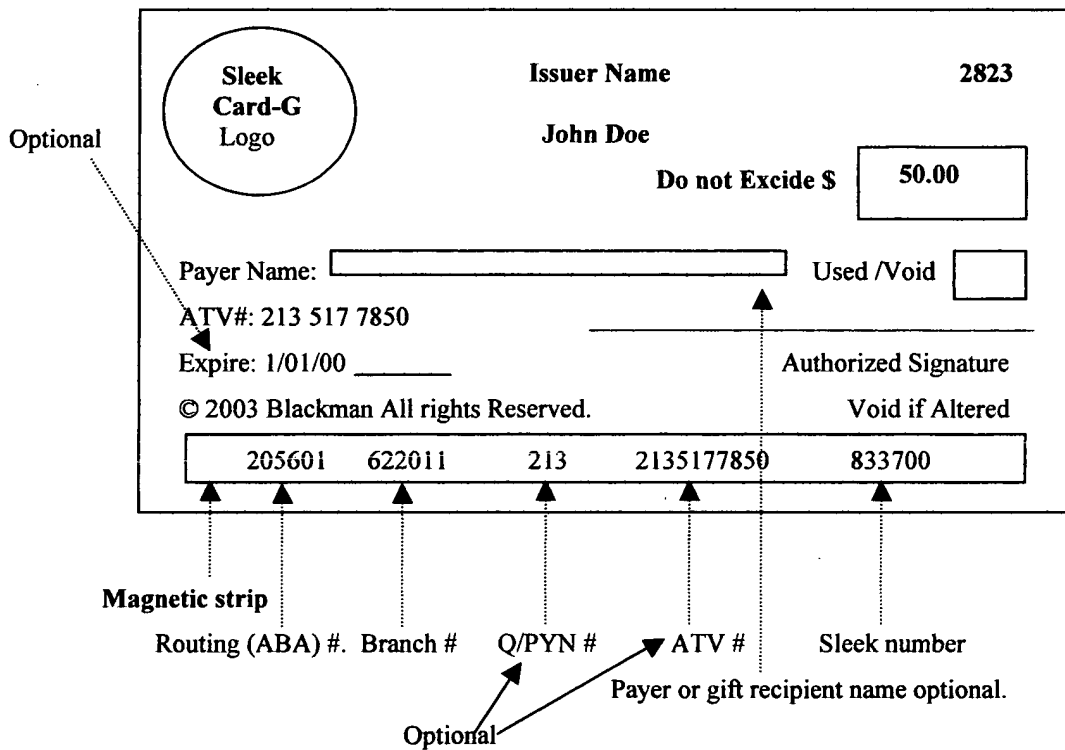 Sleek Issuer Name 2823
Card-G
Logo
Optional
John Doe
Do not Excide $ 50.00
Payer Name: Used /Void
ATV#: 213 517 7850
Expire: 1/01/00 ________ Authorized Signature
© 2003 Blackman All rights Reserved. Void if Altered
205601 622011 213 2135177850 833700
Magnetic strip
Routing (ABA) #. Branch # Q/PYN # ATV # Sleek number
Payer or gift recipient name optional.
Optional